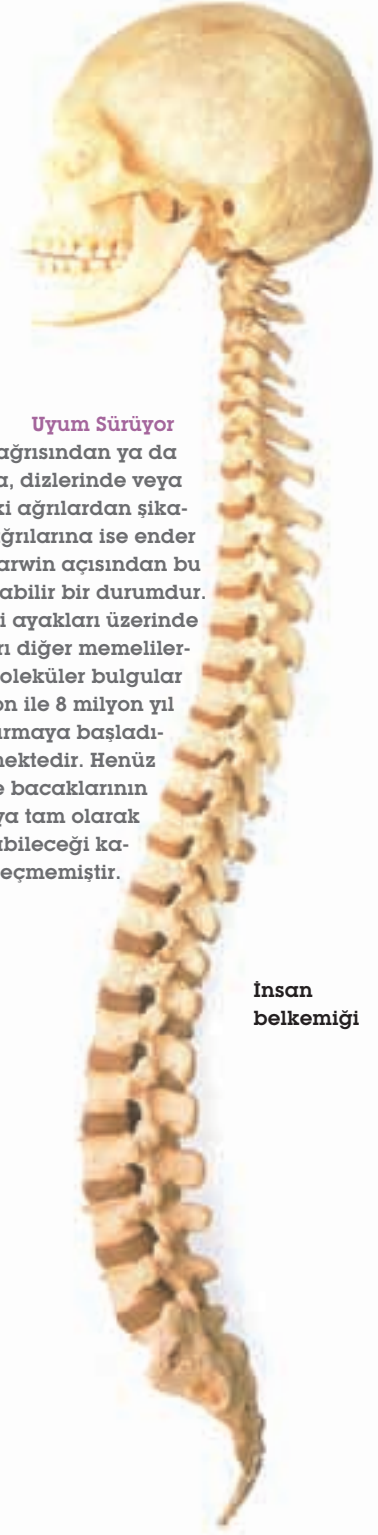 Uyum Sürüyor
ağrısından ya da
a, dizlerinde veya
ki ağrılardan şika-
ğrılarına ise ender
arwin açısından bu
abilir bir durumdur.
i ayakları üzerinde
rı diğer memeliler-
oleküler bulgular
on ile 8 milyon yıl
urmaya başladı-
mektedir. Henüz
e bacaklarının
ya tam olarak
abileceği ka-
eçmemiştir.
İnsan
belkemiği